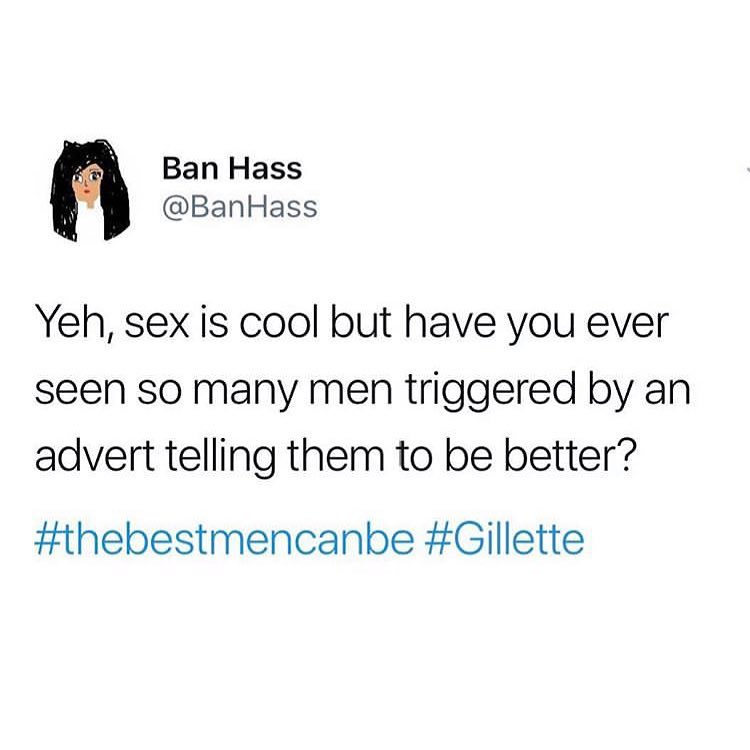 Ban Hass
@BanHass
Yeh, sex is cool but have you ever
seen so many men triggered by an
advert telling them to be better?
#thebestmencanbe #Gillette